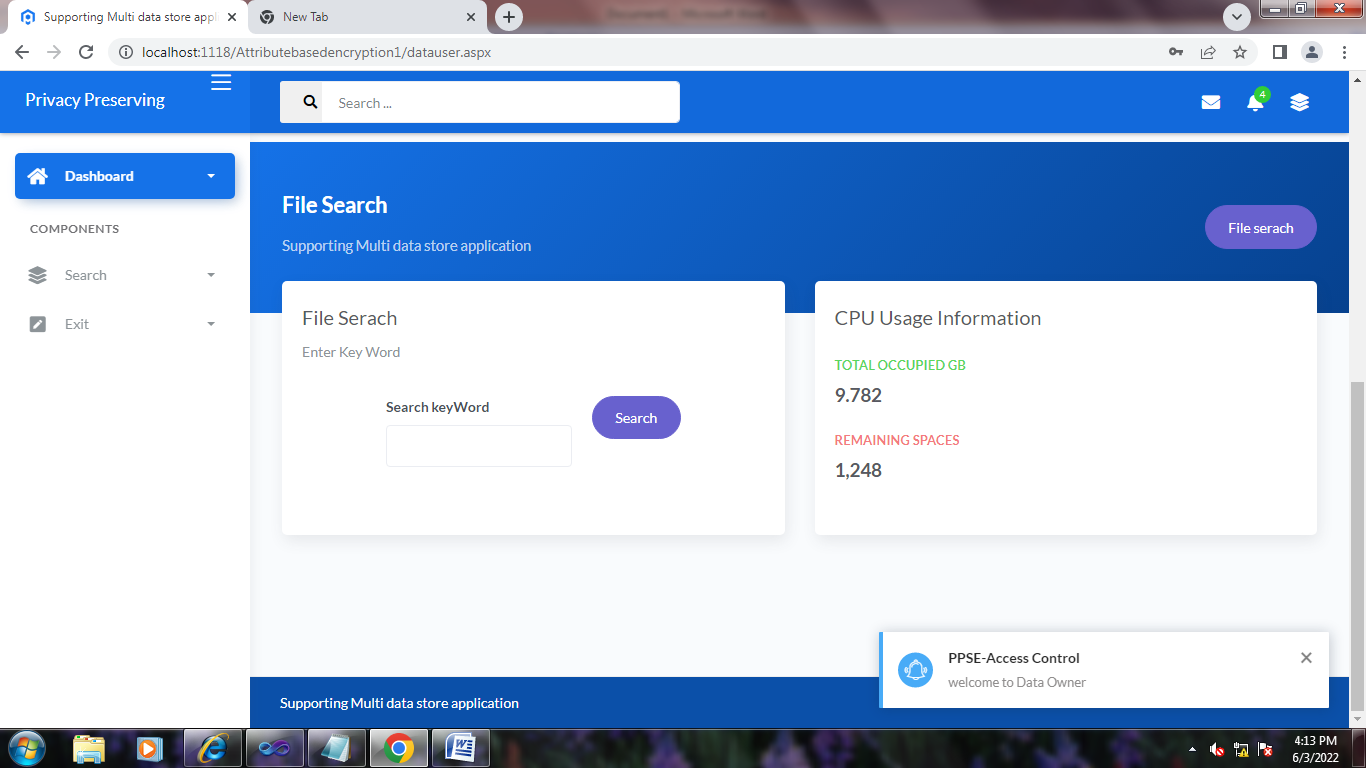 Supporting Multi data store appl
New Tab
localhost:1118/Attributebasedencryption1/datauser.aspx
Privacy Preserving
Search ...
4
Dashboard
COMPONENTS
Search
Exit
File Search
Supporting Multi data store application
File serach
File Serach
Enter Key Word
Search keyWord
Search
CPU Usage Information
TOTAL OCCUPIED GB
9.782
REMAINING SPACES
1,248
PPSE-Access Control
welcome to Data Owner
Supporting Multi data store application
4:13 PM
6/3/2022